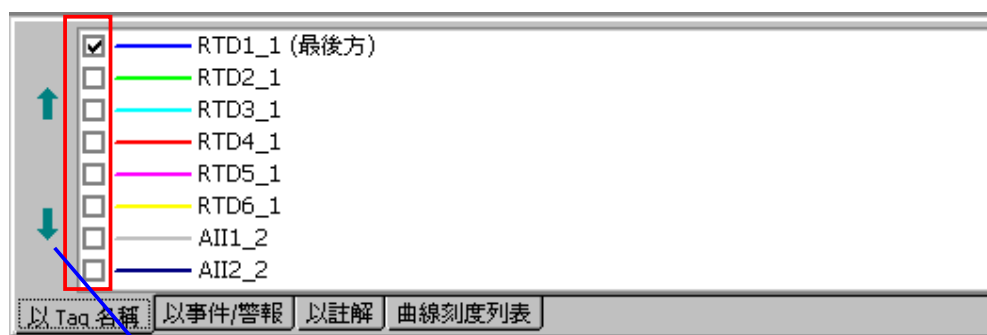 RTD1_1 (最後方)
RTD2_1
RTD3_1
RTD4_1
RTD5_1
RTD6_1
AII1_2
AII2_2
以 Tag 名稱 以事件/警報 以註解 曲線刻度列表